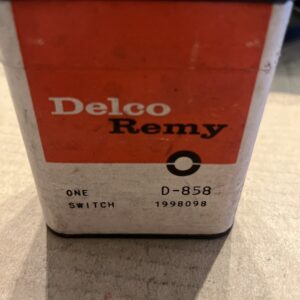 Delco
Remy
ONE D-858
SWITCH 1998098